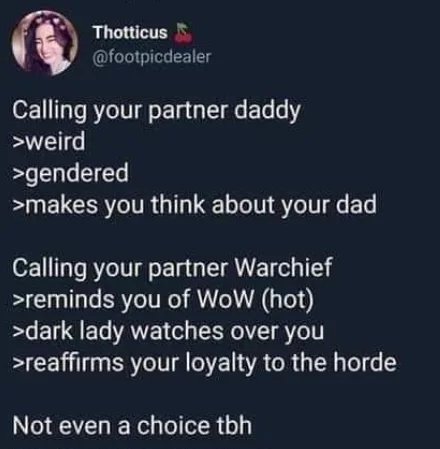 Thotticus 🍒
@footpicdealer
Calling your partner daddy
>weird
>gendered
>makes you think about your dad
Calling your partner Warchief
>reminds you of WoW (hot)
>dark lady watches over you
>reaffirms your loyalty to the horde
Not even a choice tbh